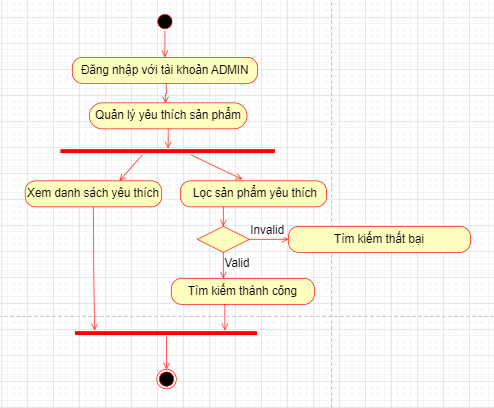 Đăng nhập với tài khoản ADMIN
Quản lý yêu thích sản phẩm
Xem danh sách yêu thích
Lọc sản phẩm yêu thích
Invalid
Tìm kiếm thất bại
Valid
Tìm kiếm thành công